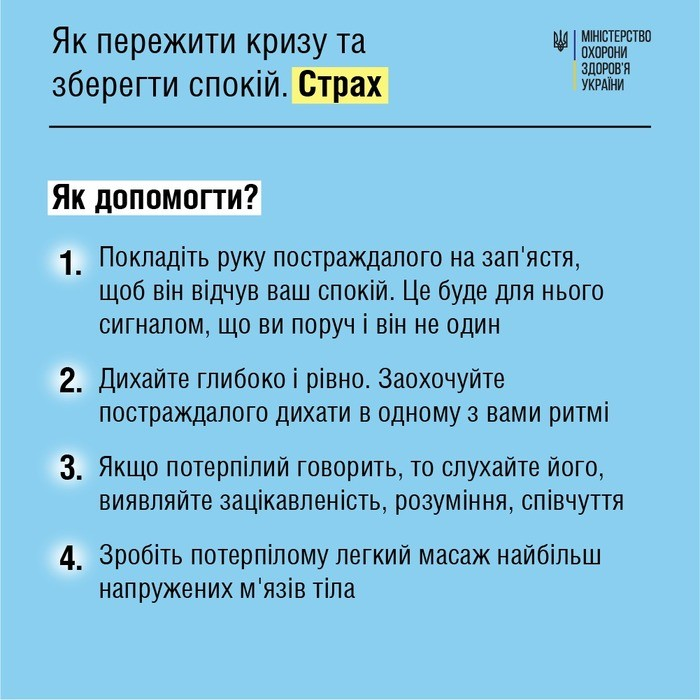 Як пережити кризу та
зберегти спокій. Страх
МІНІСТЕРСТВО
ОХОРОНИ
ЗДОРОВ'Я
УКРАЇНИ
Як допомогти?
1. Покладіть руку постраждалого на зап'ястя,
щоб він відчув ваш спокій. Це буде для нього
сигналом, що ви поруч і він не один
2. Дихайте глибоко і рівно. Заохочуйте
постраждалого дихати в одному з вами ритмі
3. Якщо потерпілий говорить, то слухайте його,
виявляйте зацікавленість, розуміння, співчуття
4. Зробіть потерпілому легкий масаж найбільш
напружених м'язів тіла